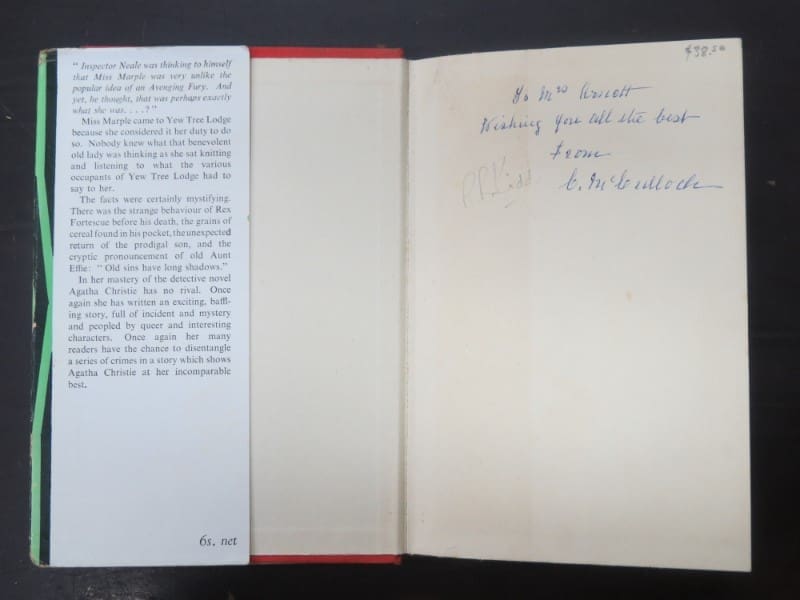 " Inspector Neale was thinking to himself
that Miss Marple was very unlike the
popular idea of an Avenging Fury. And
yet, he thought, that was perhaps exactly
what she was. . . .? "
Miss Marple came to Yew Tree Lodge
because she considered it her duty to do
so. Nobody knew what that benevolent
old lady was thinking as she sat knitting
and listening to what the various
occupants of Yew Tree Lodge had to
say to her.
The facts were certainly mystifying.
There was the strange behaviour of Rex
Fortescue before his death, the grains of
cereal found in his pocket, the unexpected
return of the prodigal son, and the
cryptic pronouncement of old Aunt
Effie: " Old sins have long shadows."
In her mastery of the detective novel
Agatha Christie has no rival. Once
again she has written an exciting, baffl-
ing story, full of incident and mystery
and peopled by queer and interesting
characters. Once again her many
readers have the chance to disentangle
a series of crimes in a story which shows
Agatha Christie at her incomparable
best.
6s. net
$38.50
To Mrs
Wishing you all the best
From
C. McCulloch
Kidd